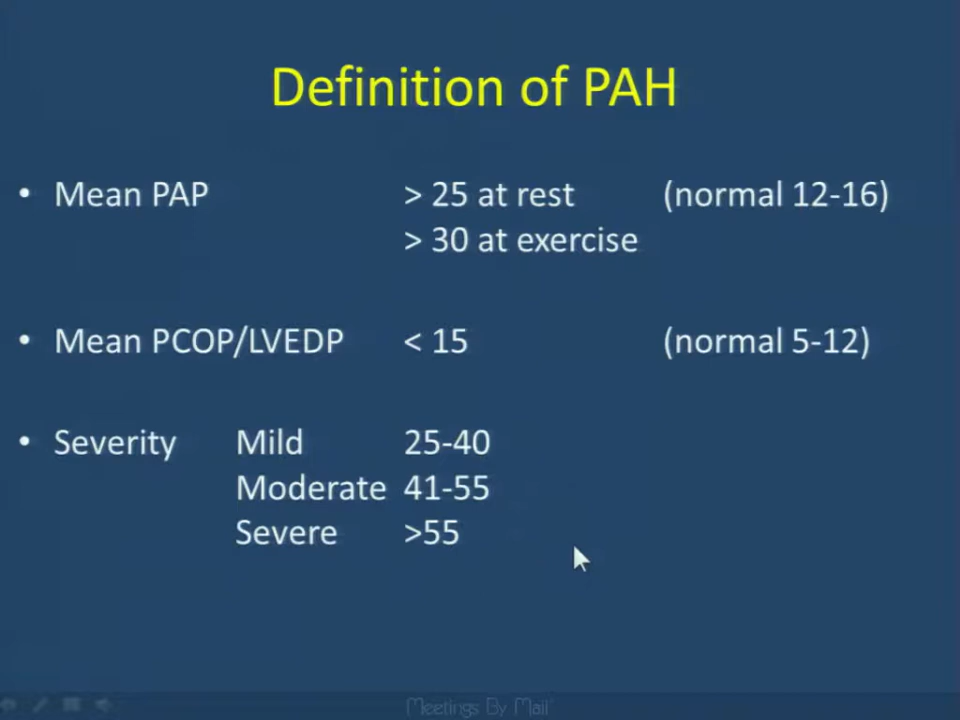 Definition of PAH
• Mean PAP > 25 at rest (normal 12-16)
> 30 at exercise
• Mean PCOP/LVEDP < 15 (normal 5-12)
• Severity Mild 25-40
Moderate 41-55
Severe >55
Meetings By Mail